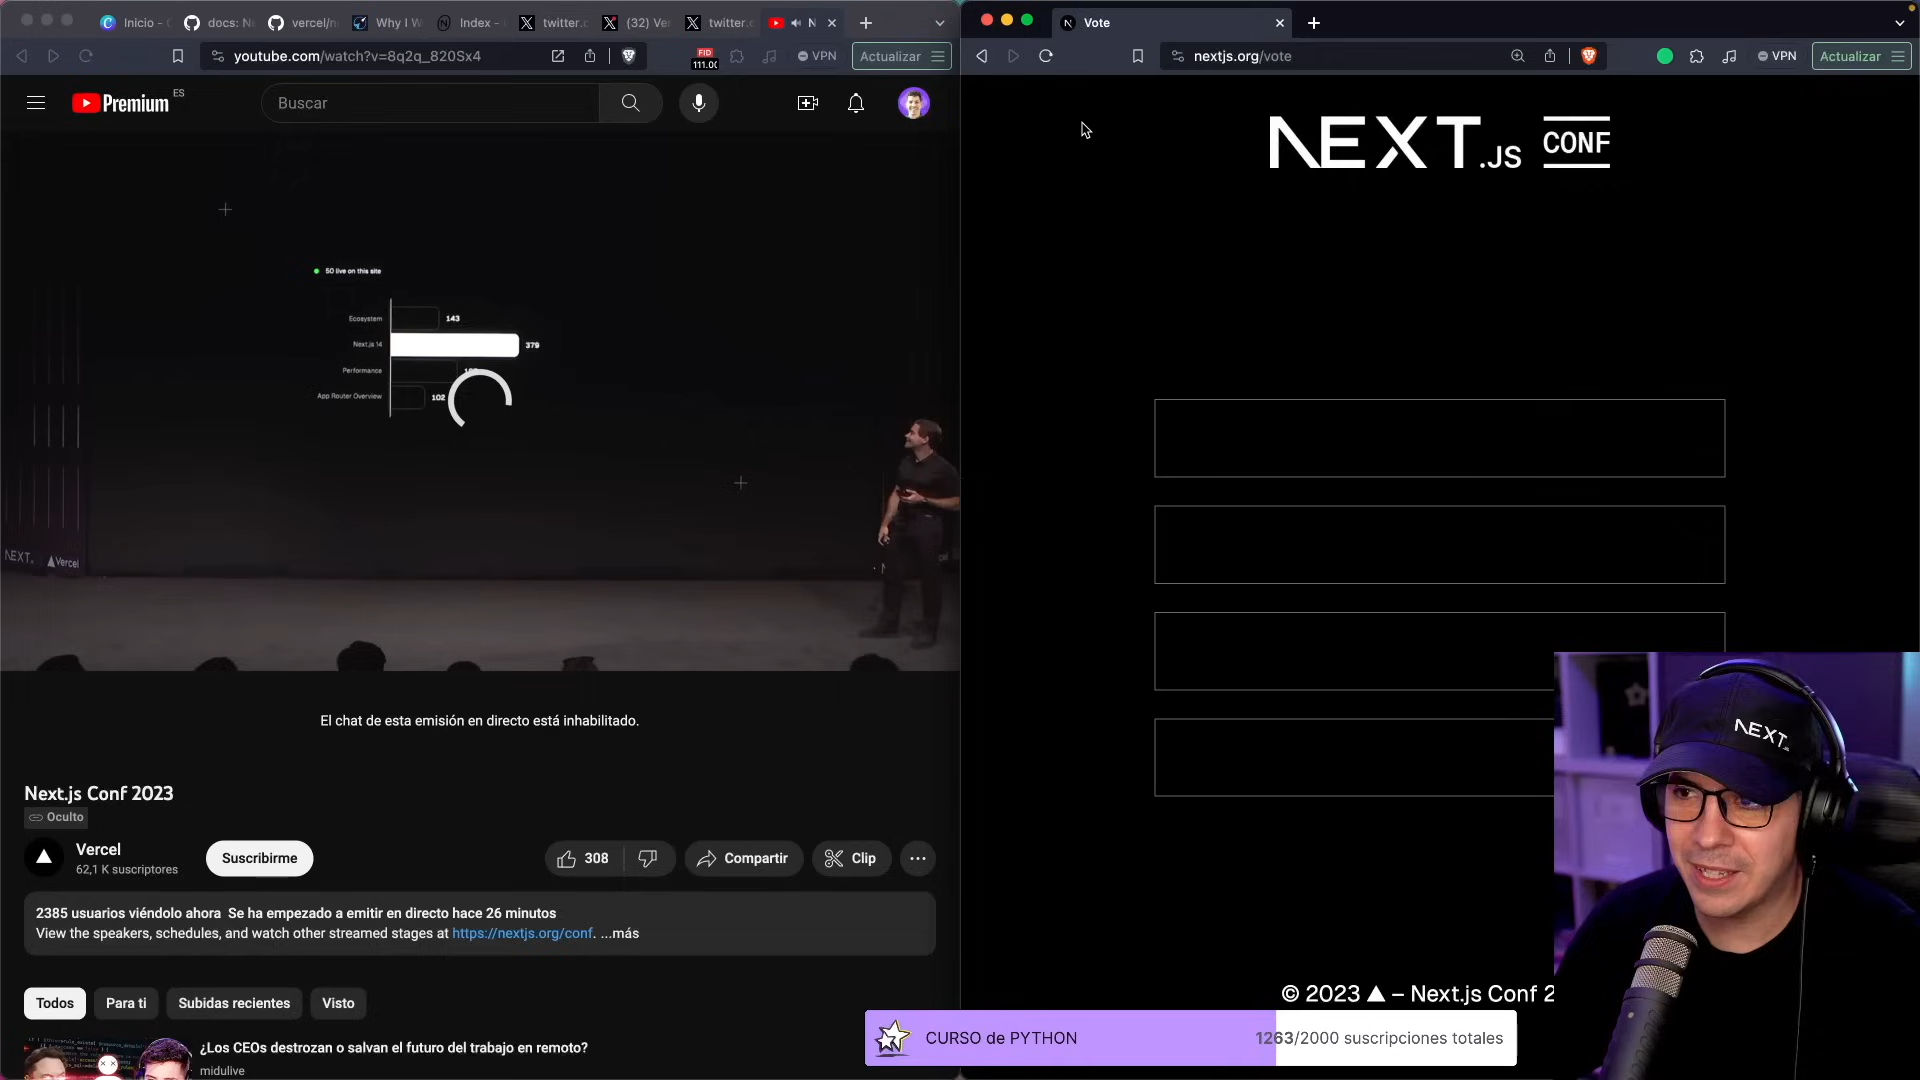 Inicio - 
docs: Ne
vercel/n
Why I W
Index - 
twitter.c
(32) Ver
twitter.c
N
youtube.com/watch?v=8q2q_820Sx4
FID
111.00
VPN
Actualizar
Premium
ES
Buscar
50 live on this site
Ecosystem 143
Next.js 14 379
Performance
App Router Overview 102
NEXT.
Vercel
El chat de esta emisión en directo está inhabilitado.
Next.js Conf 2023
Oculto
Vercel
62,1 K suscriptores
Suscribirme
308
Compartir
Clip
2385 usuarios viéndolo ahora Se ha empezado a emitir en directo hace 26 minutos
View the speakers, schedules, and watch other streamed stages at https://nextjs.org/conf. ...más
Todos
Para ti
Subidas recientes
Visto
¿Los CEOs destrozan o salvan el futuro del trabajo en remoto?
midulive
Vote
nextjs.org/vote
VPN
Actualizar
NEXT.JS CONF
NEXT.JS
© 2023 ▲ – Next.js Conf 2
CURSO de PYTHON
1263/2000 suscripciones totales